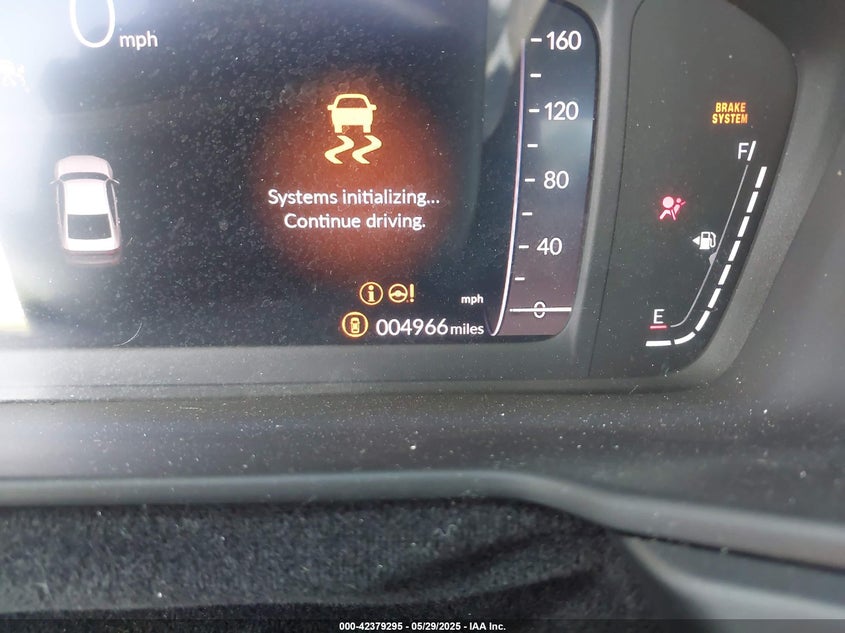 0 mph
Systems initializing...
Continue driving.
mph
004966 miles
160
120
80
40
0
BRAKE
SYSTEM
F
E
000-42379295 - 05/29/2025 - IAA Inc.